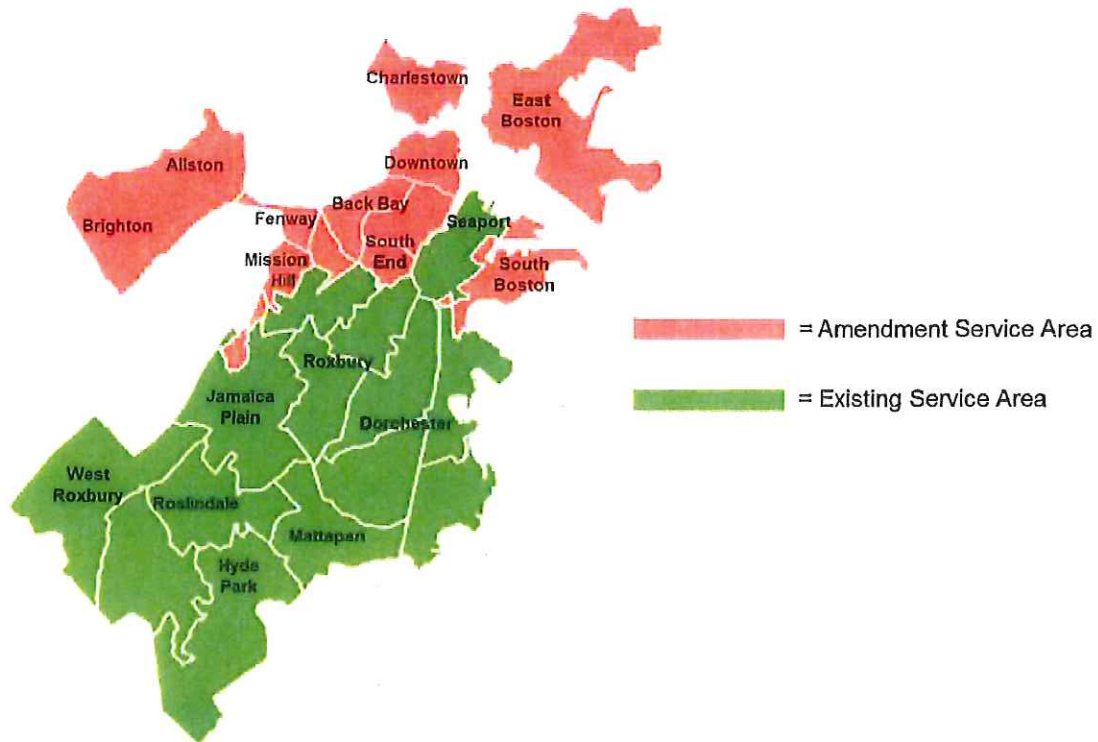 Charlestown
East
Boston
Allston
Downtown
Brighton
Fenway
Back Bay
Seaport
Mission
Hill
South
End
South
Boston
= Amendment Service Area
Roxbury
Jamaica
Plain
= Existing Service Area
Dorchester
West
Roxbury
Roslindale
Mattapan
Hyde
Park